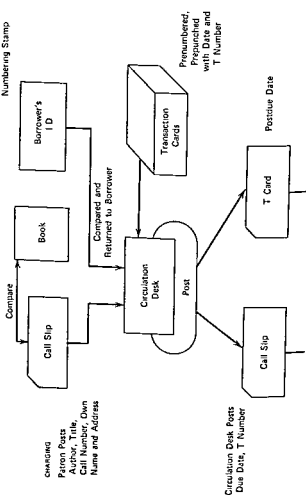 Numbering Stamp
Borrower's
ID
Book
Compare
Call Slip
CHARGING
Patron Posts
Author, Title,
Call Number, Own
Name and Address
Compared and
Returned to Borrower
Prenumbered,
Prepunched
with Date and
T Number
Transaction
Cards
Circulation
Desk
Post
Postdue Date
T Card
Call Slip
Circulation Desk Posts
Due Date, T Number